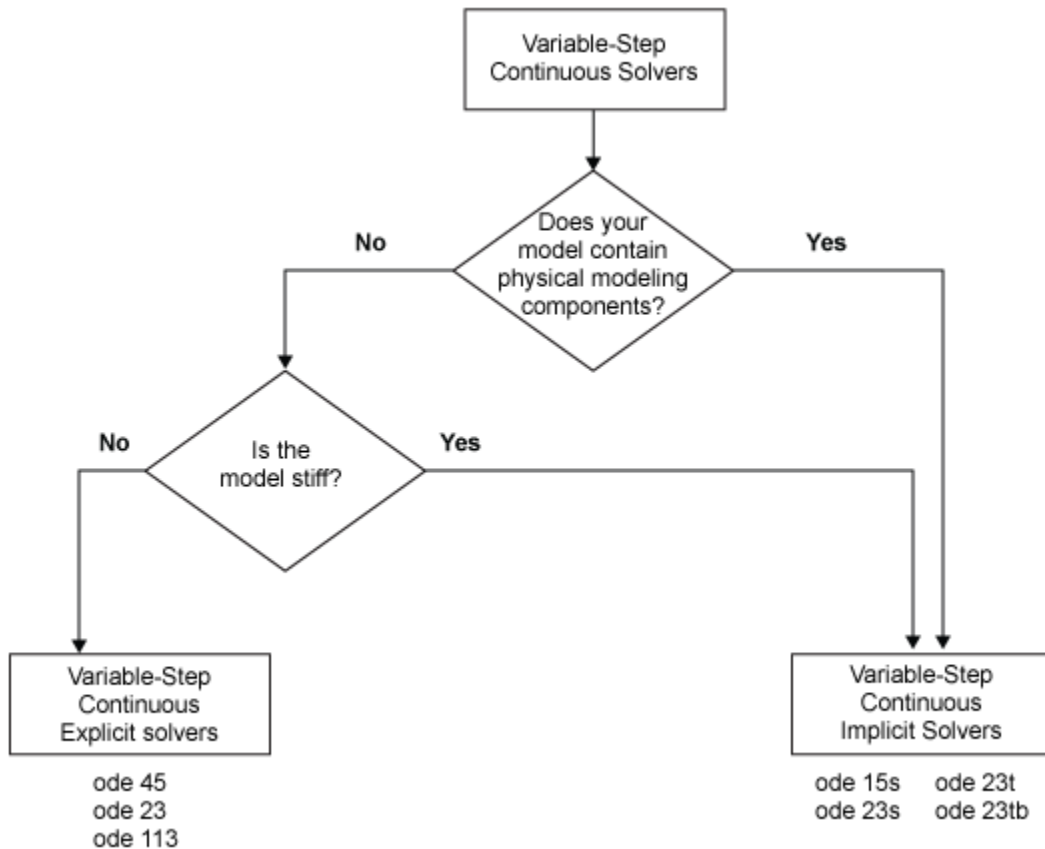 Variable-Step
Continuous Solvers
Does your
model contain
physical modeling
components?
No
Yes
Is the
model stiff?
No
Yes
Variable-Step
Continuous
Explicit solvers
ode 45
ode 23
ode 113
Variable-Step
Continuous
Implicit Solvers
ode 15s ode 23t
ode 23s ode 23tb